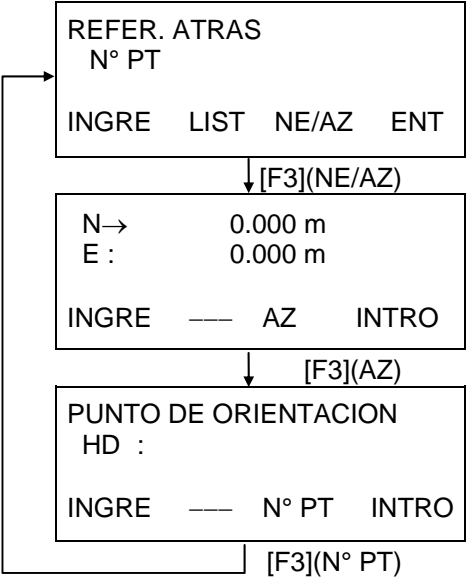 REFER. ATRAS
N° PT
INGRE LIST NE/AZ ENT
[F3](NE/AZ)
N→ 0.000 m
E : 0.000 m
INGRE --- AZ INTRO
[F3](AZ)
PUNTO DE ORIENTACION
HD :
INGRE --- N° PT INTRO
[F3](N° PT)